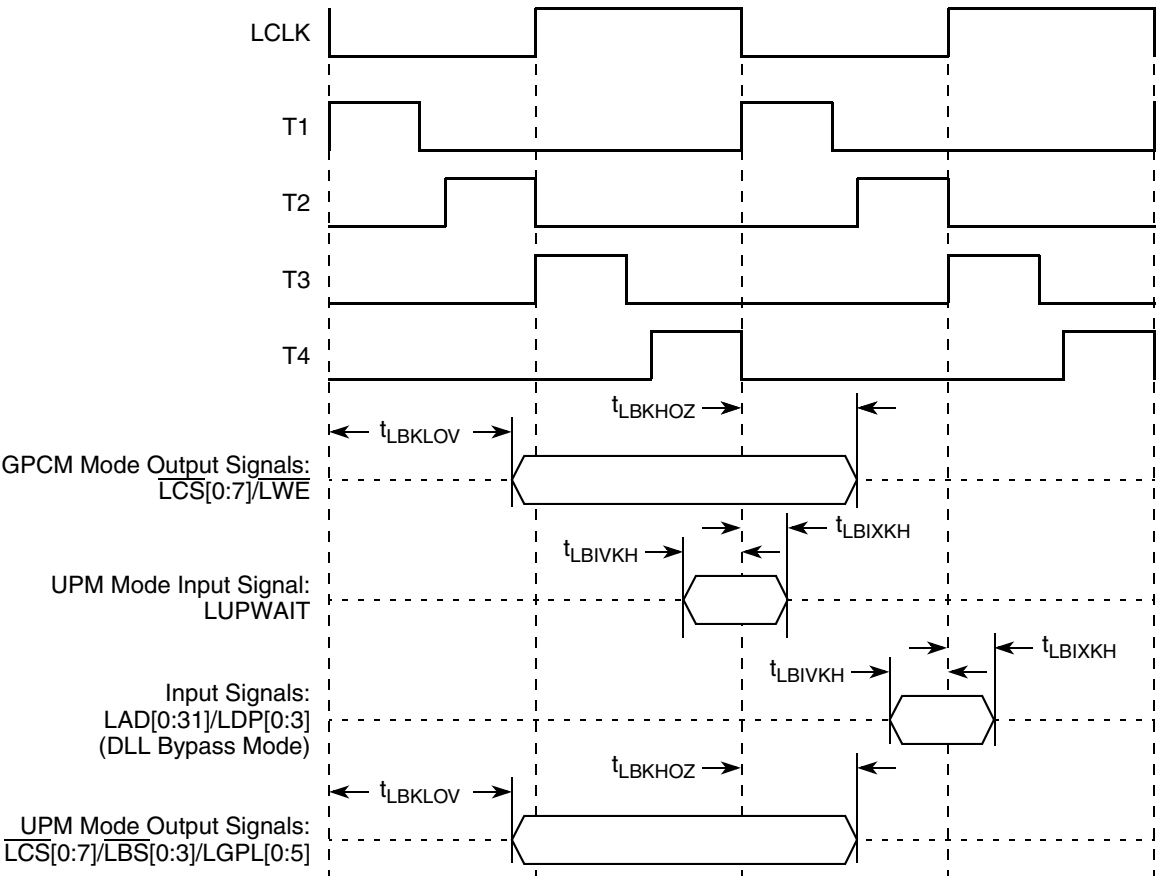 LCLK
T1
T2
T3
T4
tLBKHOZ
tLBKLOV
GPCM Mode Output Signals:
LCS[0:7]/LWE
tLBIXKH
tLBIVKH
UPM Mode Input Signal:
LUPWAIT
tLBIXKH
tLBIVKH
Input Signals:
LAD[0:31]/LDP[0:3]
(DLL Bypass Mode)
tLBKHOZ
tLBKLOV
UPM Mode Output Signals:
LCS[0:7]/LBS[0:3]/LGPL[0:5]